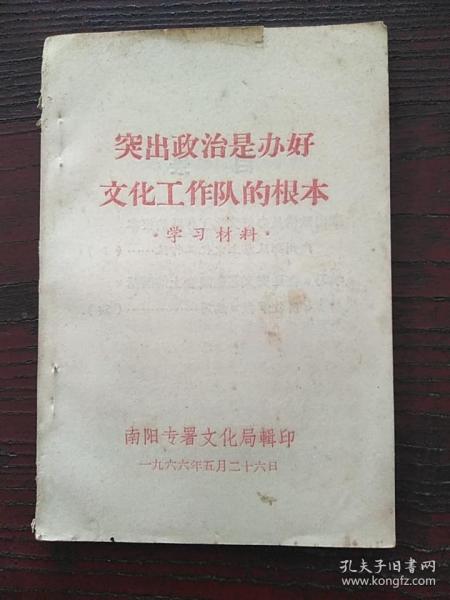 突出政治是办好
文化工作队的根本
·学习材料·
南阳专署文化局輯印
一九六六年五月二十六日
孔夫子旧书网
www.kongfz.com